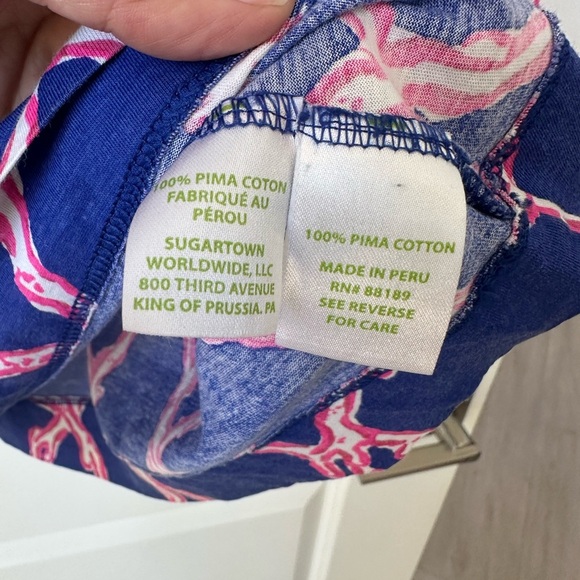 100% PIMA COTON
FABRIQUÉ AU
PÉROU
SUGARTOWN
WORLDWIDE, LLC
800 THIRD AVENUE
KING OF PRUSSIA. PA
100% PIMA COTTON
MADE IN PERU
RN# 88189
SEE REVERSE
FOR CARE